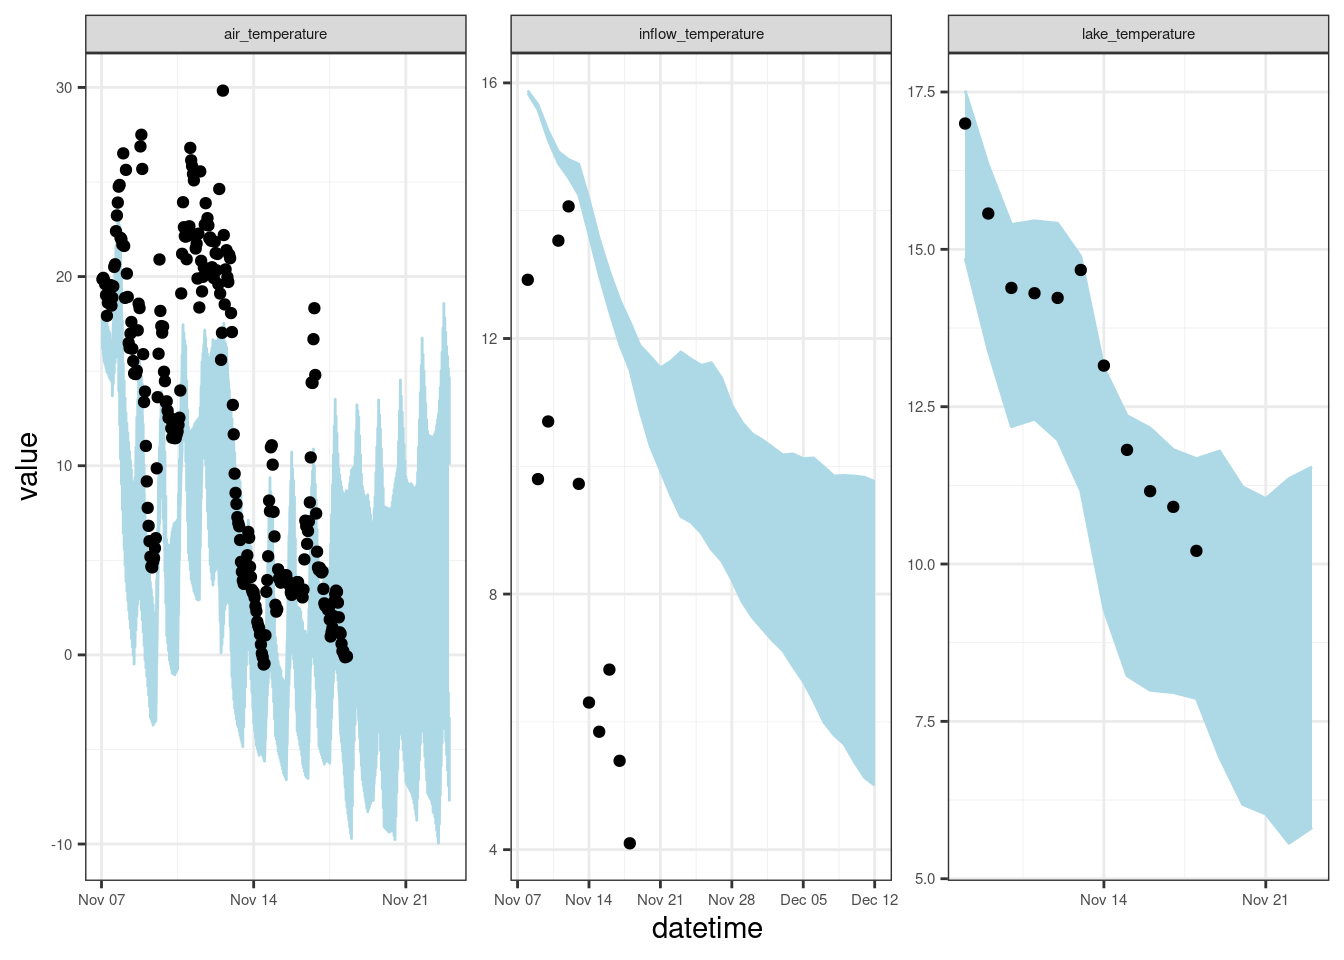 air_temperature
inflow_temperature
lake_temperature
value
30
20
10
0
-10
Nov 07
Nov 14
Nov 21
16
12
8
4
Nov 07
Nov 14
Nov 21
Nov 28
Dec 05
Dec 12
17.5
15.0
12.5
10.0
7.5
5.0
Nov 14
Nov 21
datetime